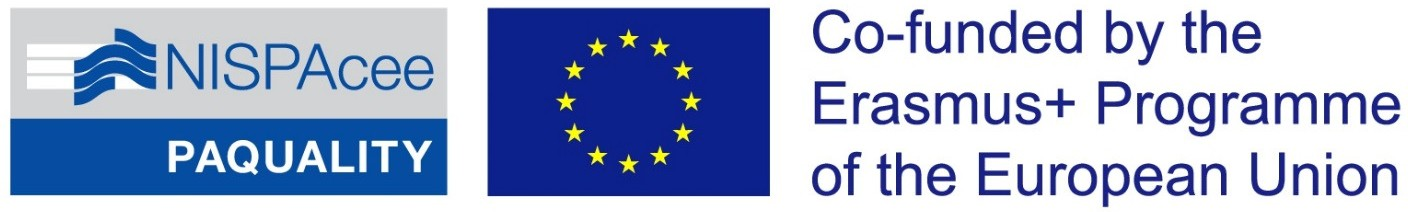 NISPAcee
PAQUALITY
Co-funded by the
Erasmus+ Programme
of the European Union